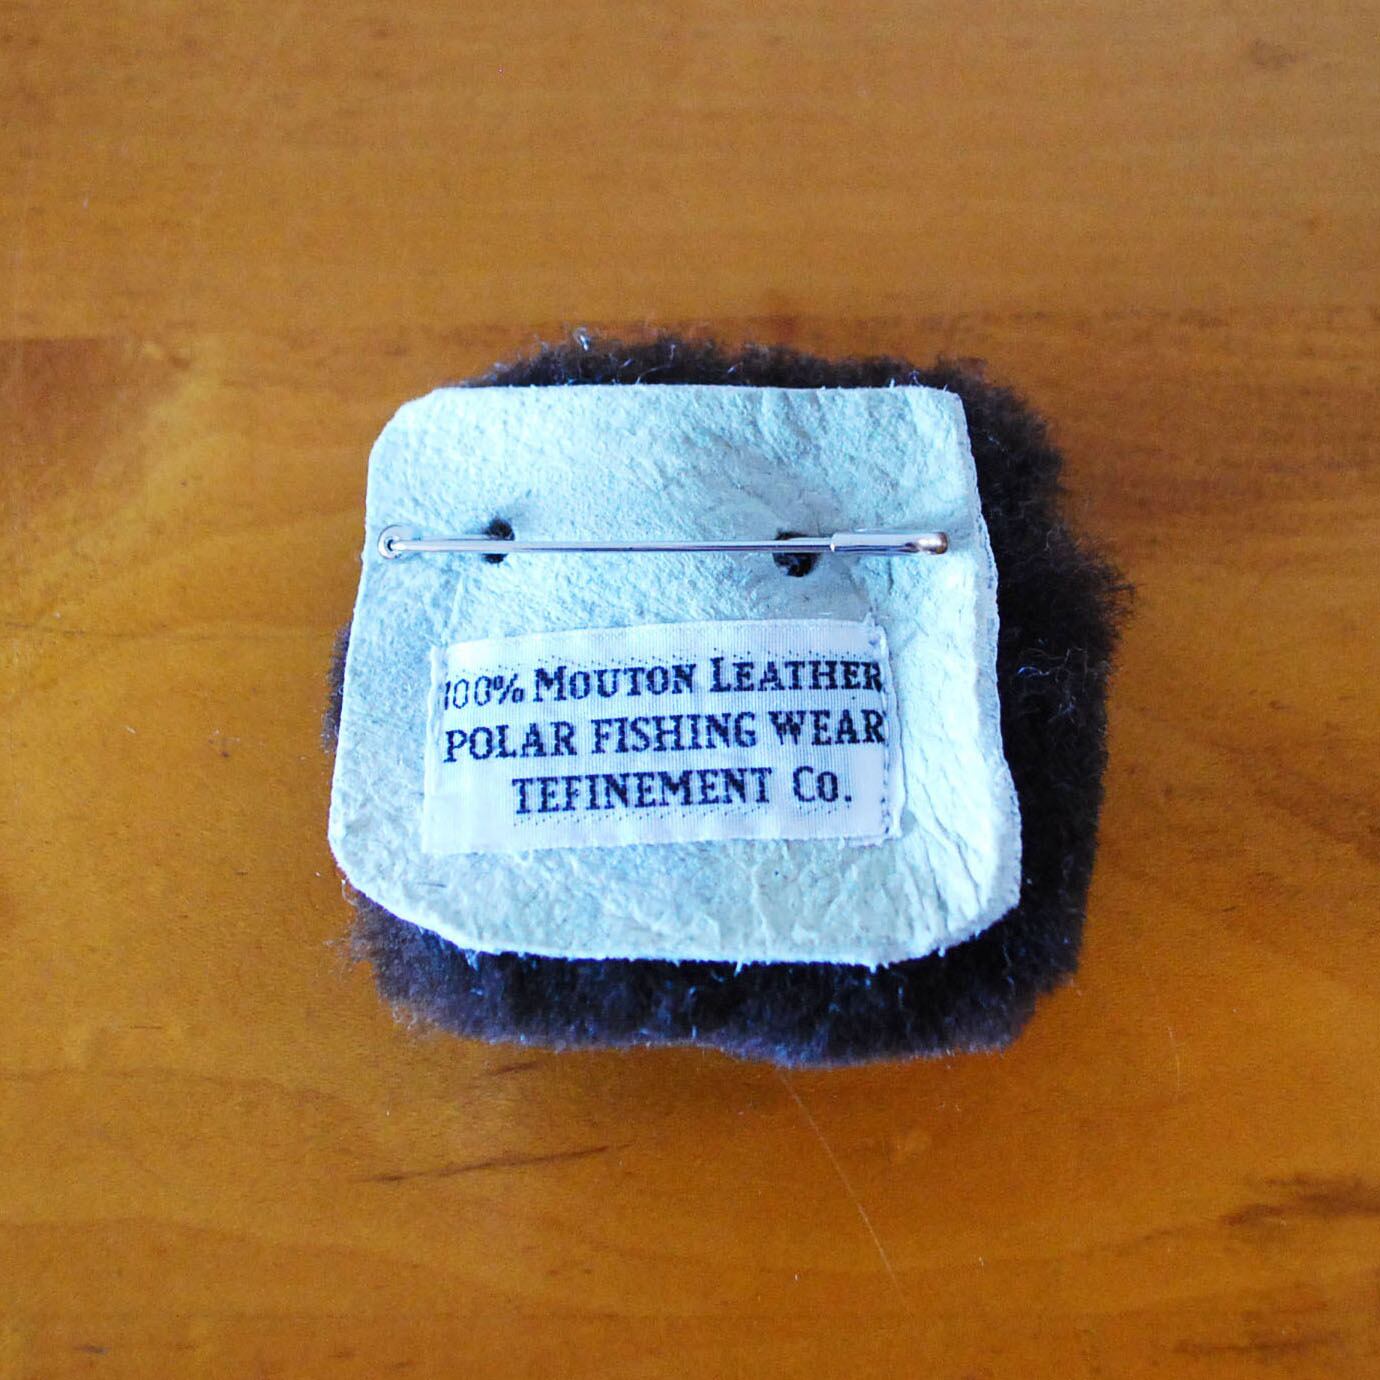 100% MOUTON LEATHER
POLAR FISHING WEAR
TEFINEMENT CO.